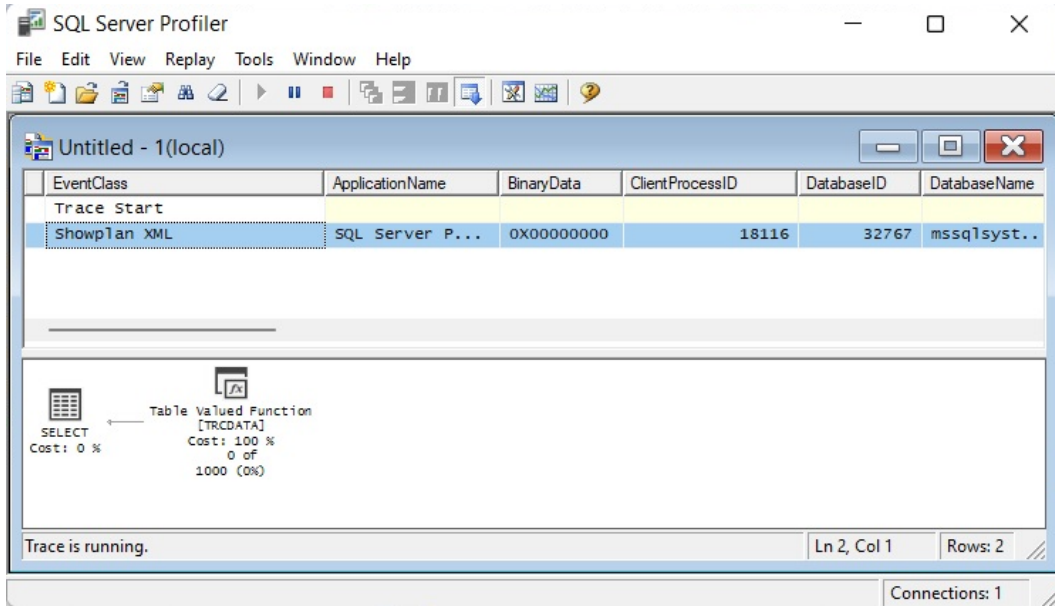 SQL Server Profiler
File Edit View Replay Tools Window Help
Untitled - 1(local)
EventClass ApplicationName BinaryData ClientProcessID DatabaseID DatabaseName
Trace Start
Showplan XML SQL Server P... 0X00000000 18116 32767 mssqlsyst..
fx
Table Valued Function
[TRCDATA]
Cost: 100 %
0 of
1000 (0%)
SELECT
Cost: 0 %
Trace is running. Ln 2, Col 1 Rows: 2
Connections: 1